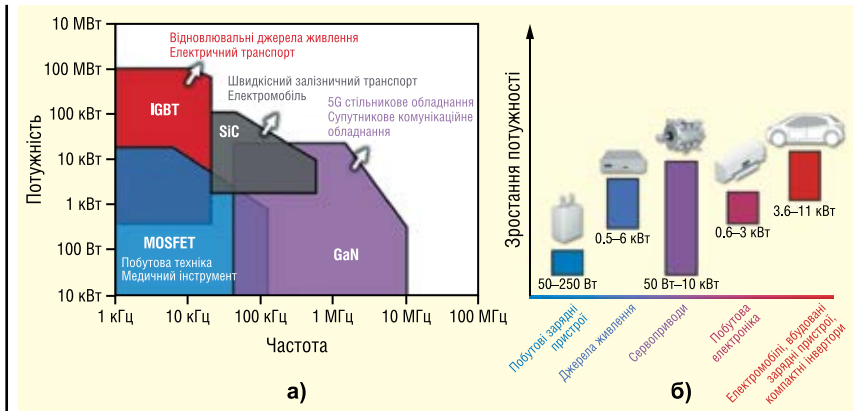 10 МВт
100 МВт
100 кВт
10 кВт
1 кВт
100 Вт
10 кВт
Потужність
Відновлювальні джерела живлення
Електричний транспорт
Швидкісний залізничний транспорт
Електромобіль
5G стільникове обладнання
Супутникове комунікаційне
обладнання
IGBT
SiC
MOSFET
Побутова техніка
Медичний інструмент
GaN
1 кГц
10 кГц
100 кГц
1 МГц
10 МГц
100 МГц
Частота
а)
Зростання потужності
50–250 Вт
0.5–6 кВт
50 Вт–10 кВт
0.6–3 кВт
3.6–11 кВт
Побутові зарядні
пристрої
Джерела живлення
Сервоприводи
Побутова
електроніка
Електромобілі, вбудовані
зарядні пристрої,
компактні інвертори
б)